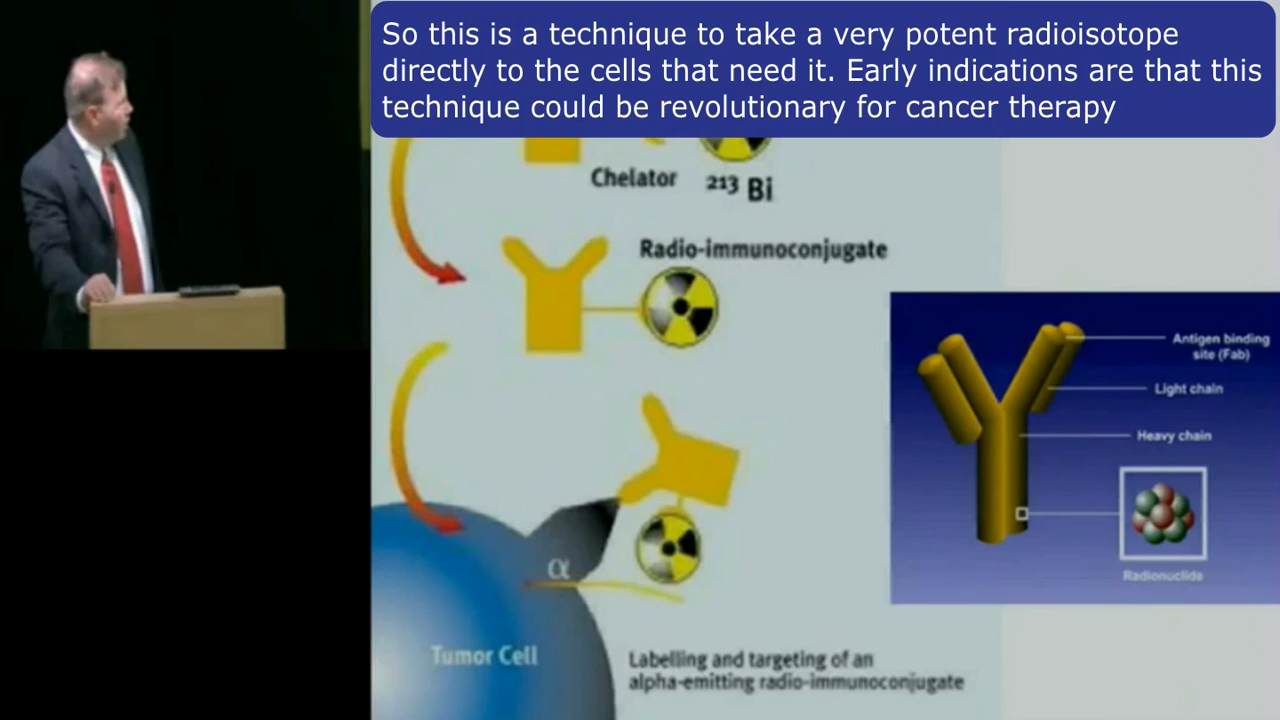 So this is a technique to take a very potent radioisotope
directly to the cells that need it. Early indications are that this
technique could be revolutionary for cancer therapy
Chelator
²¹³ Bi
Radio-immunoconjugate
Antigen binding
site (Fab)
Light chain
Heavy chain
Radionuclide
α
Tumor Cell
Labelling and targeting of an
alpha-emitting radio-immunoconjugate